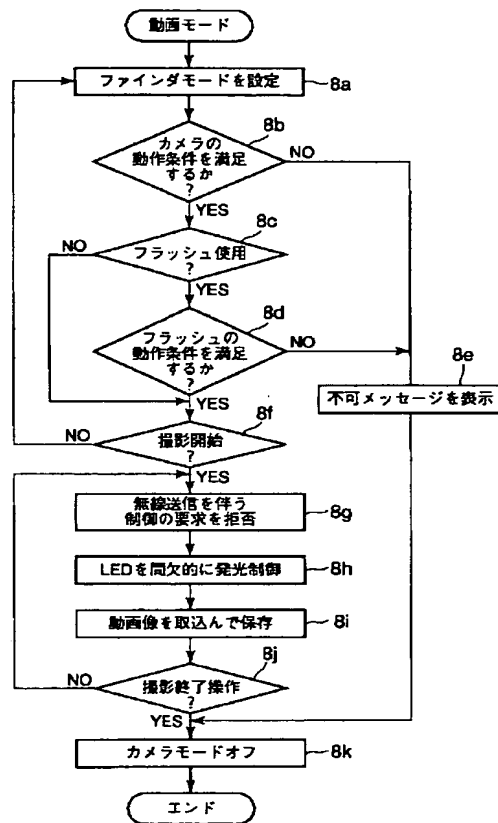 動画モード
ファインダモードを設定
8a
8b
カメラの
動作条件を満足
するか
?
NO
YES
8c
NO
フラッシュ使用
?
YES
8d
フラッシュの
動作条件を満足
するか
?
NO
YES
8e
不可メッセージを表示
8f
NO
撮影開始
?
YES
無線送信を伴う
制御の要求を拒否
8g
LEDを間欠的に発光制御
8h
動画像を取込んで保存
8i
8j
NO
撮影終了操作
?
YES
カメラモードオフ
8k
エンド